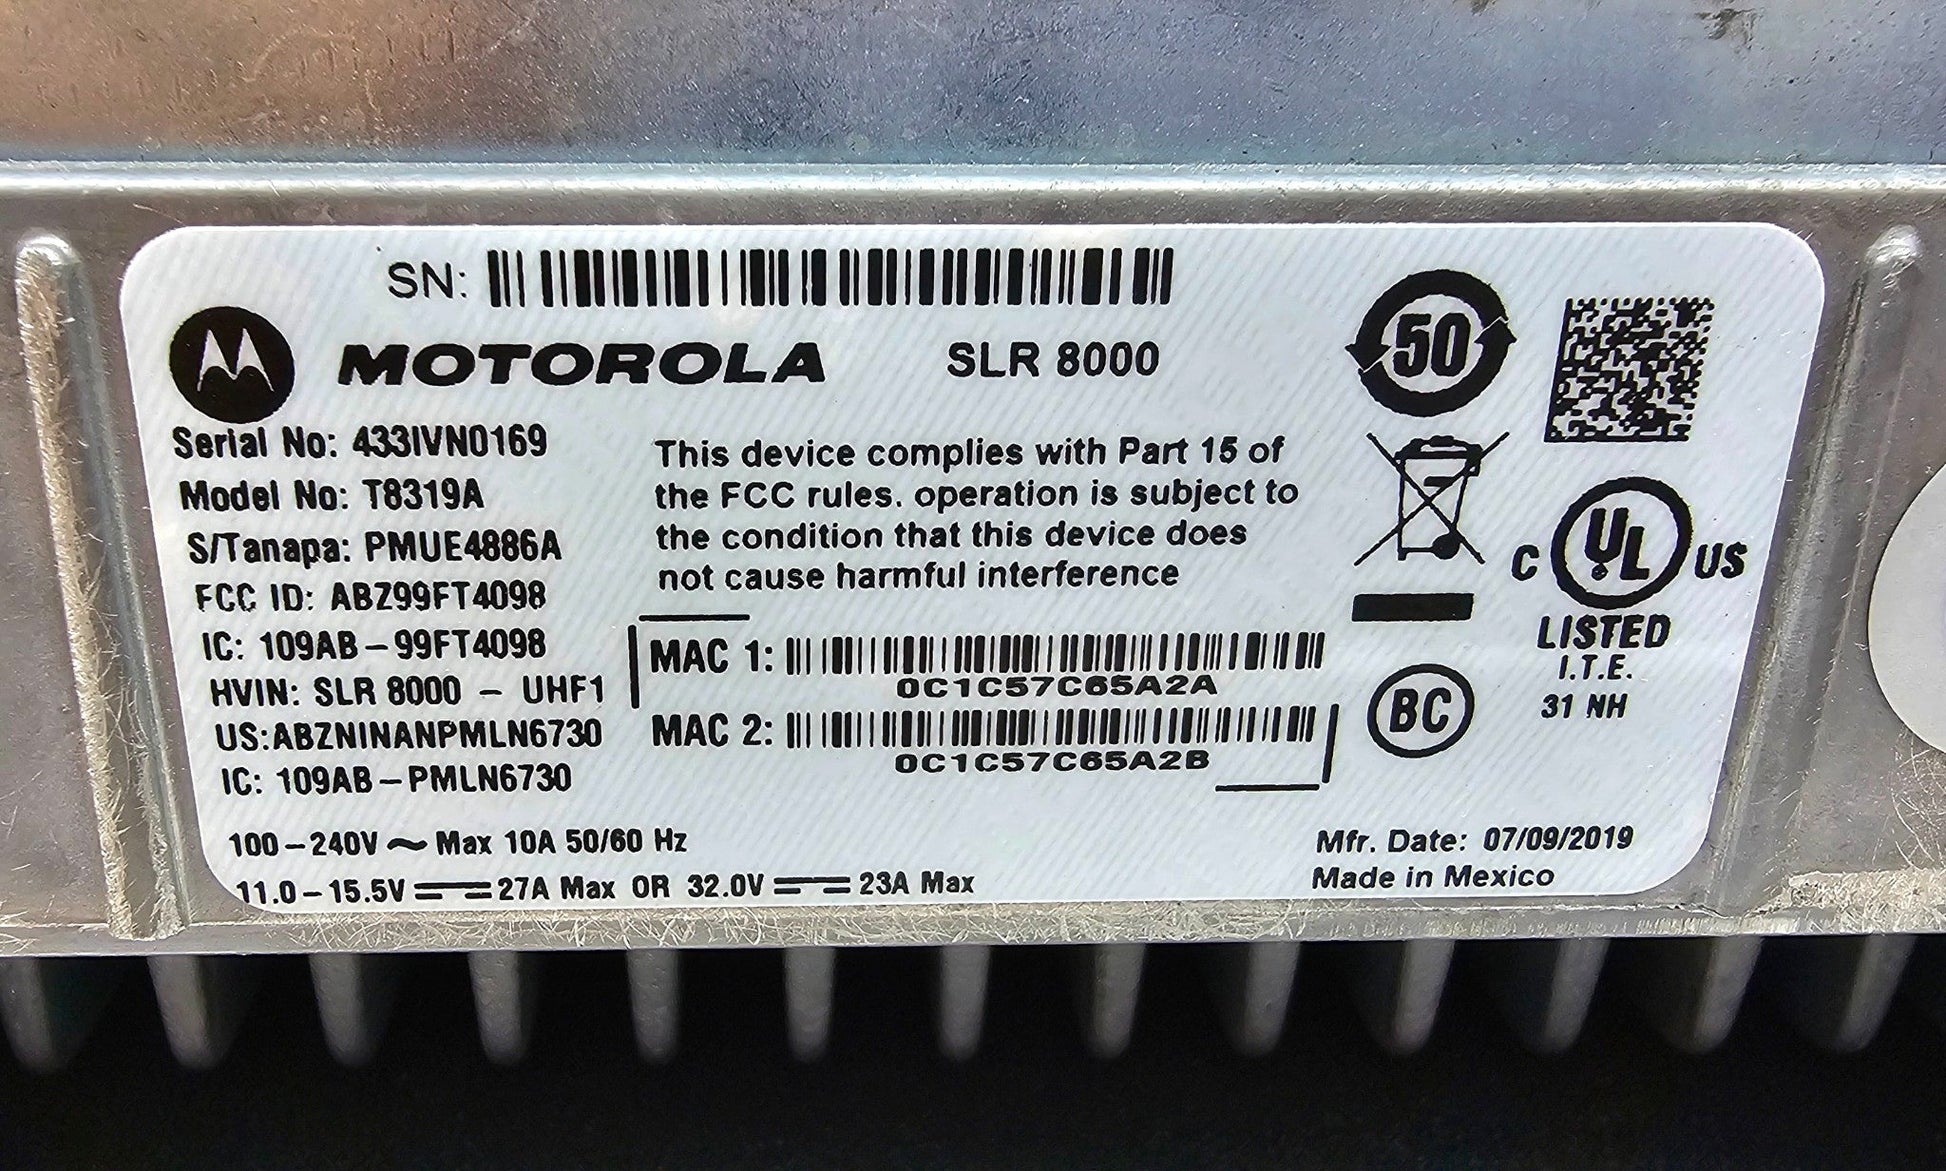 SN:
MOTOROLA SLR 8000
50
Serial No: 433IVN0169
Model No: T8319A
S/Tanapa: PMUE4886A
FCC ID: ABZ99FT4098
IC: 109AB-99FT4098
HVIN: SLR 8000 - UHF1
US:ABZNINANPMLN6730
IC: 109AB-PMLN6730
This device complies with Part 15 of
the FCC rules. operation is subject to
the condition that this device does
not cause harmful interference
MAC 1:
0C1C57C65A2A
MAC 2:
0C1C57C65A2B
C UL US
LISTED
I.T.E.
31 NH
BC
100-240V ~ Max 10A 50/60 Hz
11.0-15.5V ⎓ 27A Max OR 32.0V ⎓ 23A Max
Mfr. Date: 07/09/2019
Made in Mexico